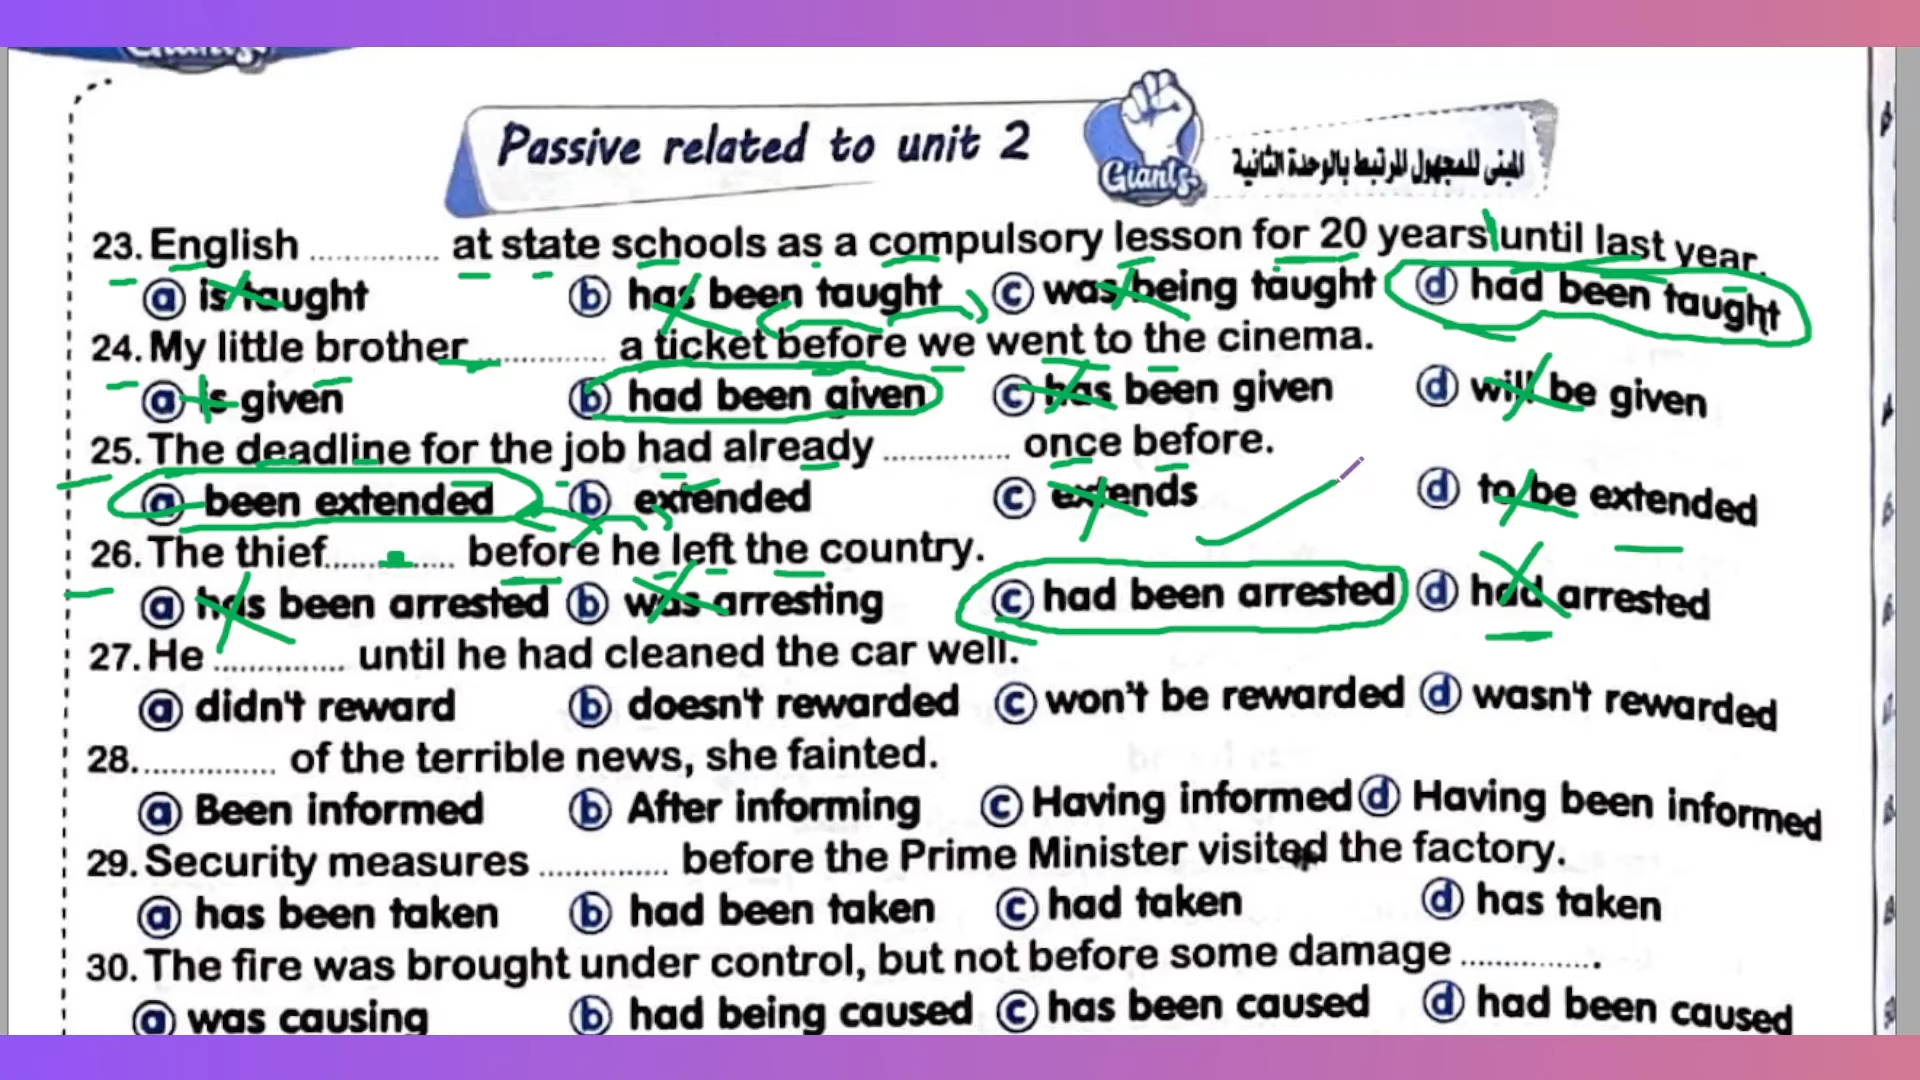 Giants
Passive related to unit 2
Giants
المبنى للمجهول المرتبط بالوحدة الثانية
23. English .............. at state schools as a compulsory lesson for 20 years until last year.
a is taught b has been taught c was being taught d had been taught
24. My little brother .............. a ticket before we went to the cinema.
a is given b had been given c has been given d will be given
25. The deadline for the job had already .............. once before.
a been extended b extended c extends d to be extended
26. The thief .............. before he left the country.
a has been arrested b was arresting c had been arrested d had arrested
27. He .............. until he had cleaned the car well.
a didn't reward b doesn't rewarded c won't be rewarded d wasn't rewarded
28. .............. of the terrible news, she fainted.
a Been informed b After informing c Having informed d Having been informed
29. Security measures .............. before the Prime Minister visited the factory.
a has been taken b had been taken c had taken d has taken
30. The fire was brought under control, but not before some damage ..............
a was causing b had being caused c has been caused d had been caused